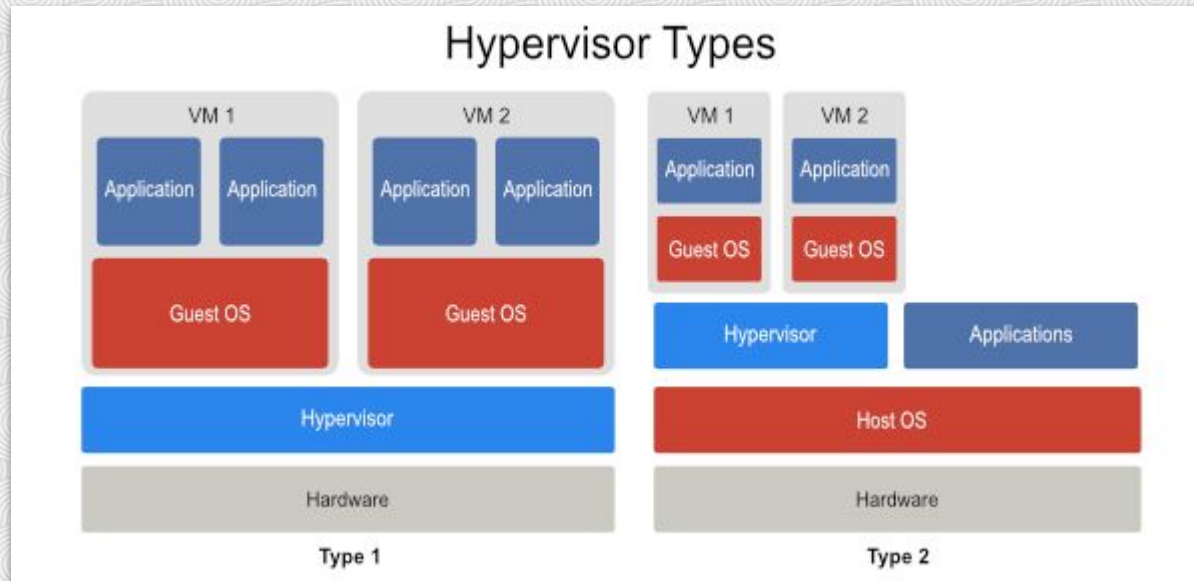 Hypervisor Types
VM 1
Application Application
Guest OS
VM 2
Application Application
Guest OS
Hypervisor
Hardware
Type 1
VM 1
Application
Guest OS
VM 2
Application
Guest OS
Hypervisor
Applications
Host OS
Hardware
Type 2